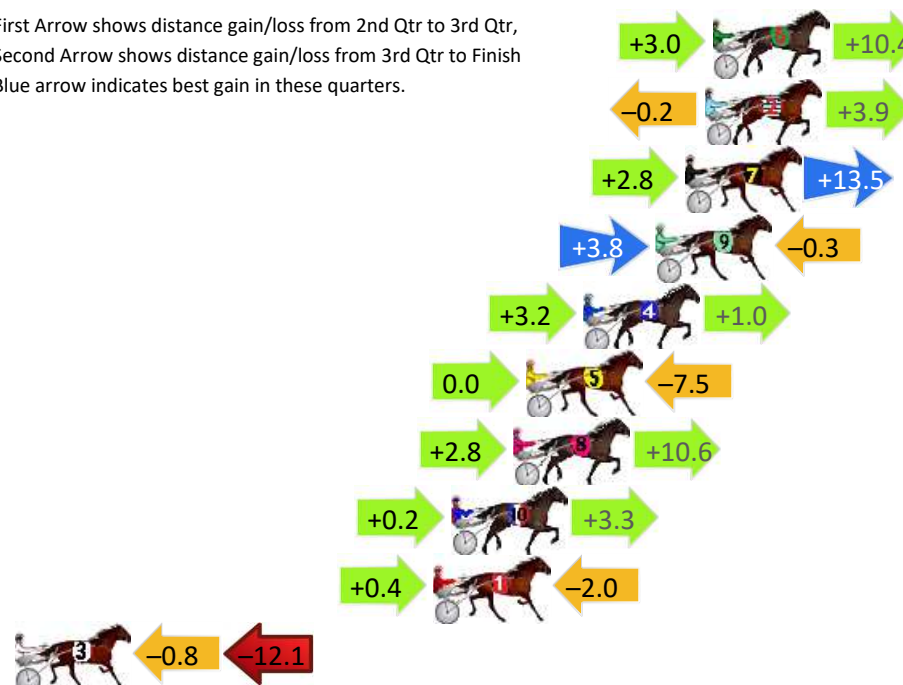 First Arrow shows distance gain/loss from 2nd Qtr to 3rd Qtr,
Second Arrow shows distance gain/loss from 3rd Qtr to Finish
Blue arrow indicates best gain in these quarters.
+3.0 6 +10.4
–0.2 2 +3.9
+2.8 7 +13.5
+3.8 9 –0.3
+3.2 4 +1.0
0.0 5 –7.5
+2.8 8 +10.6
+0.2 10 +3.3
+0.4 1 –2.0
3 –0.8 –12.1